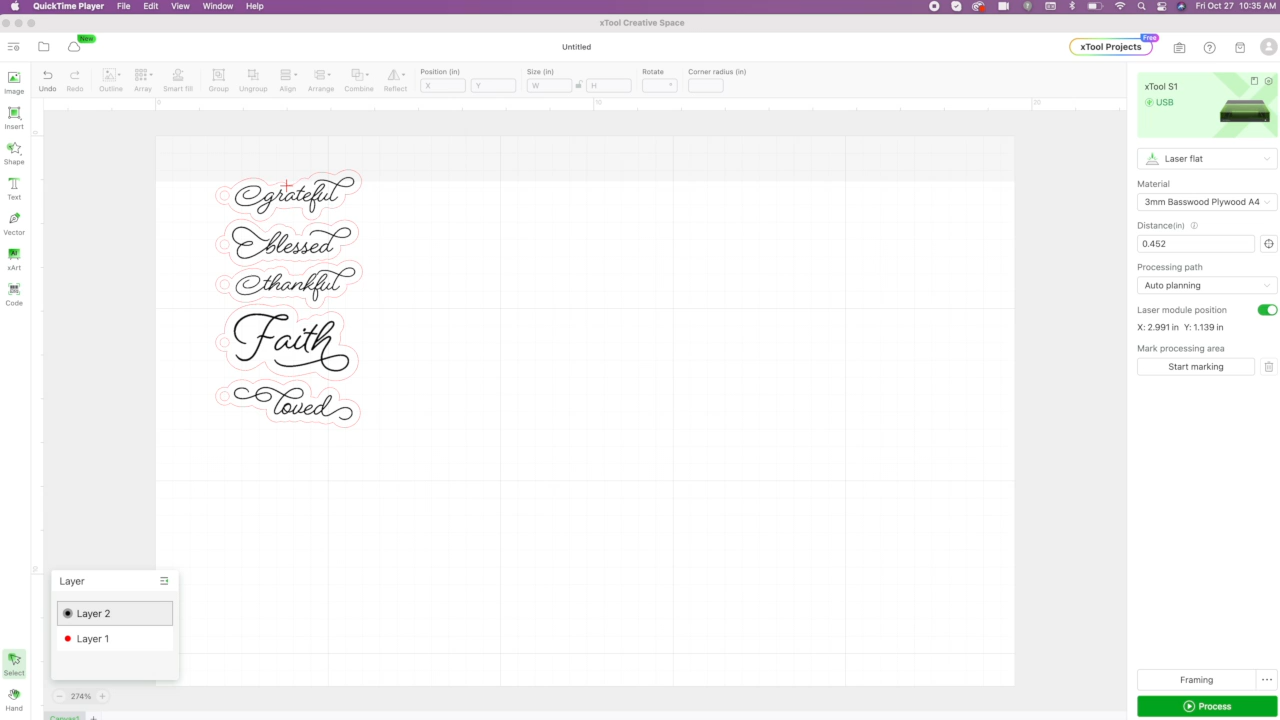 QuickTime Player File Edit View Window Help Fri Oct 27 10:35 AM
xTool Creative Space
New
Untitled
xTool Projects
Free
Image
Insert
Shape
Text
Vector
xArt
Code
Select
Hand
Undo Redo Outline Array Smart fill Group Ungroup Align Arrange Combine Reflect
Position (in) Size (in) Rotate Corner radius (in)
X Y W H
0 10 20
grateful
blessed
thankful
Faith
loved
Layer
Layer 2
Layer 1
274%
Canvas1
xTool S1
USB
Laser flat
Material
3mm Basswood Plywood A4
Distance(in)
0.452
Processing path
Auto planning
Laser module position
X: 2.991 in Y: 1.139 in
Mark processing area
Start marking
Framing
Process